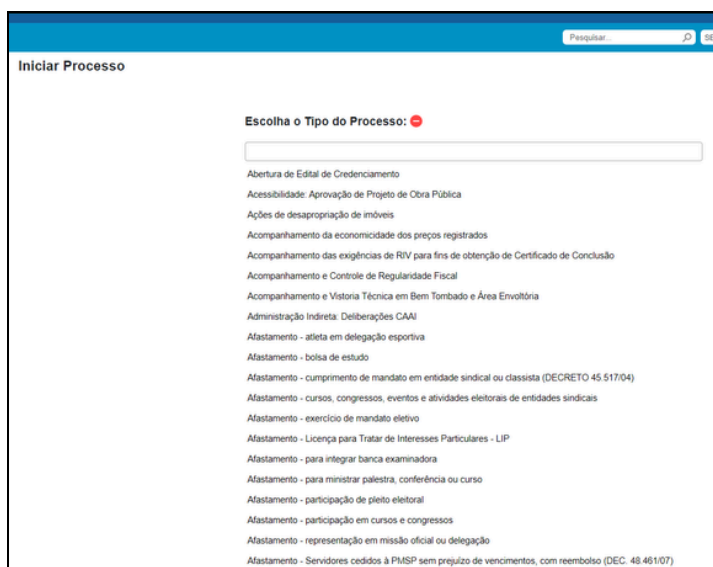 Pesquisar...
SE
Iniciar Processo
Escolha o Tipo do Processo:
Abertura de Edital de Credenciamento
Acessibilidade: Aprovação de Projeto de Obra Pública
Ações de desapropriação de imóveis
Acompanhamento da economicidade dos preços registrados
Acompanhamento das exigências de RIV para fins de obtenção de Certificado de Conclusão
Acompanhamento e Controle de Regularidade Fiscal
Acompanhamento e Vistoria Técnica em Bem Tombado e Área Envoltória
Administração Indireta: Deliberações CAAI
Afastamento - atleta em delegação esportiva
Afastamento - bolsa de estudo
Afastamento - cumprimento de mandato em entidade sindical ou classista (DECRETO 45.517/04)
Afastamento - cursos, congressos, eventos e atividades eleitorais de entidades sindicais
Afastamento - exercício de mandato eletivo
Afastamento - Licença para Tratar de Interesses Particulares - LIP
Afastamento - para integrar banca examinadora
Afastamento - para ministrar palestra, conferência ou curso
Afastamento - participação de pleito eleitoral
Afastamento - participação em cursos e congressos
Afastamento - representação em missão oficial ou delegação
Afastamento - Servidores cedidos à PMSP sem prejuízo de vencimentos, com reembolso (DEC. 48.461/07)